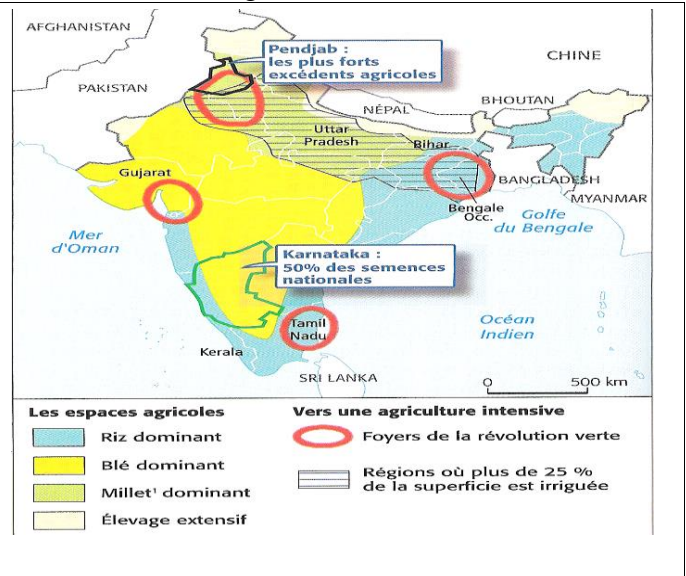 AFGHANISTAN
Pendjab :
les plus forts
excédents agricoles
CHINE
PAKISTAN
NÉPAL
BHOUTAN
Uttar
Pradesh
Bihar
Gujarat
BANGLADESH
MYANMAR
Bengale
Occ.
Golfe
du Bengale
Mer
d'Oman
Karnataka :
50% des semences
nationales
Tamil
Nadu
Océan
Indien
Kerala
SRI LANKA
0 500 km
Les espaces agricoles
Riz dominant
Blé dominant
Millet¹ dominant
Élevage extensif
Vers une agriculture intensive
Foyers de la révolution verte
Régions où plus de 25 %
de la superficie est irriguée